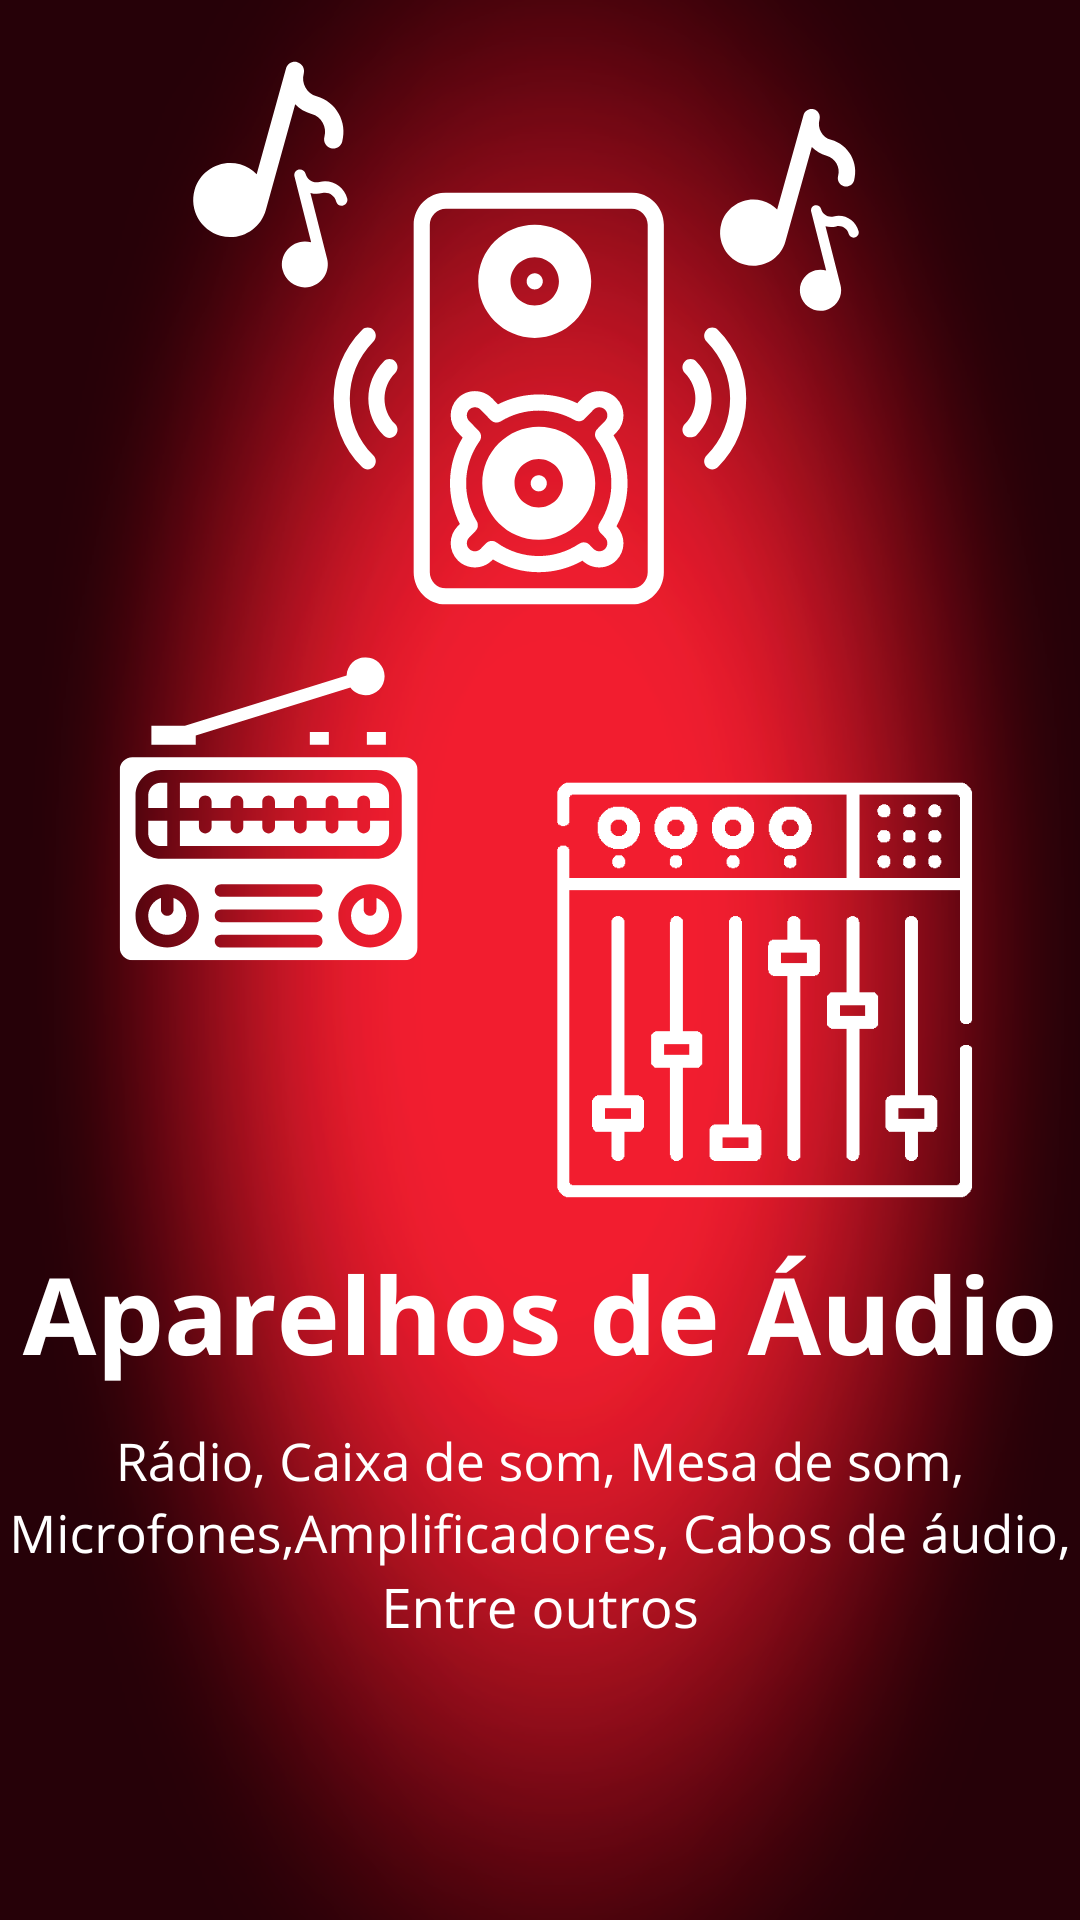 Aparelhos de Áudio
Rádio, Caixa de som, Mesa de som,
Microfones,Amplificadores, Cabos de áudio,
Entre outros